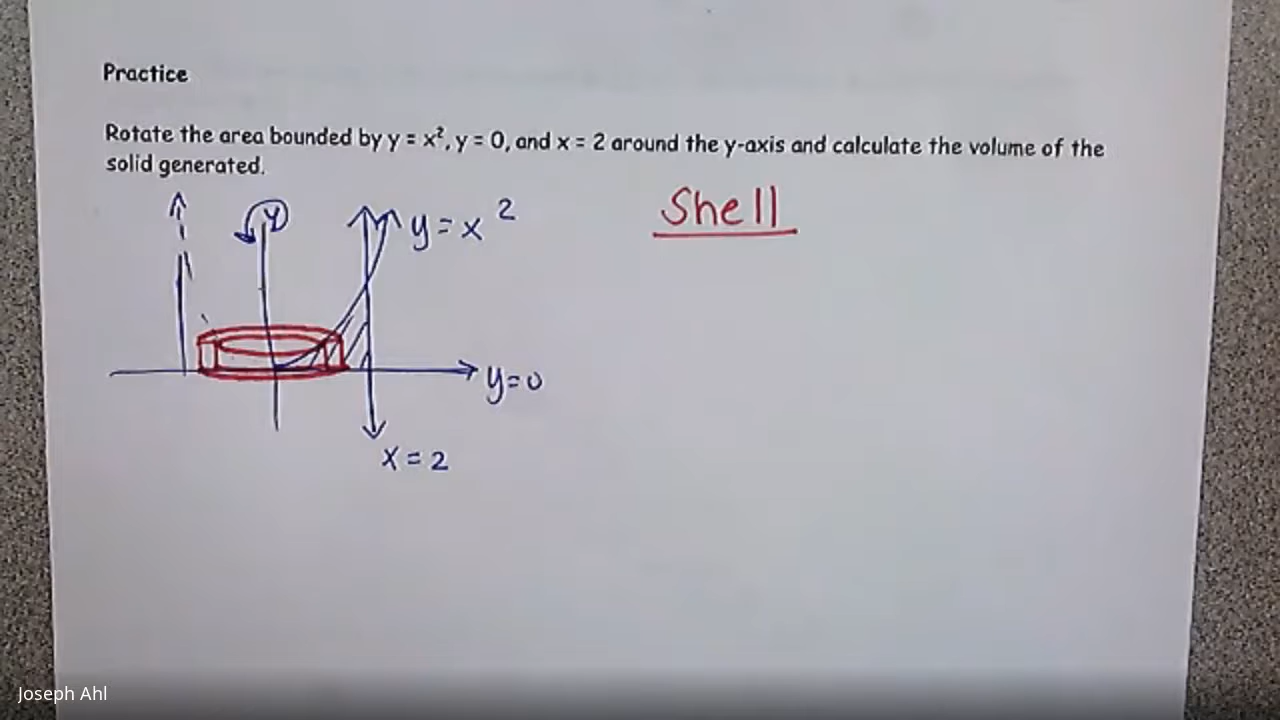 Practice
Rotate the area bounded by y = x², y = 0, and x = 2 around the y-axis and calculate the volume of the
solid generated.
Shell
y
y = x²
y=0
x = 2
Joseph Ahl